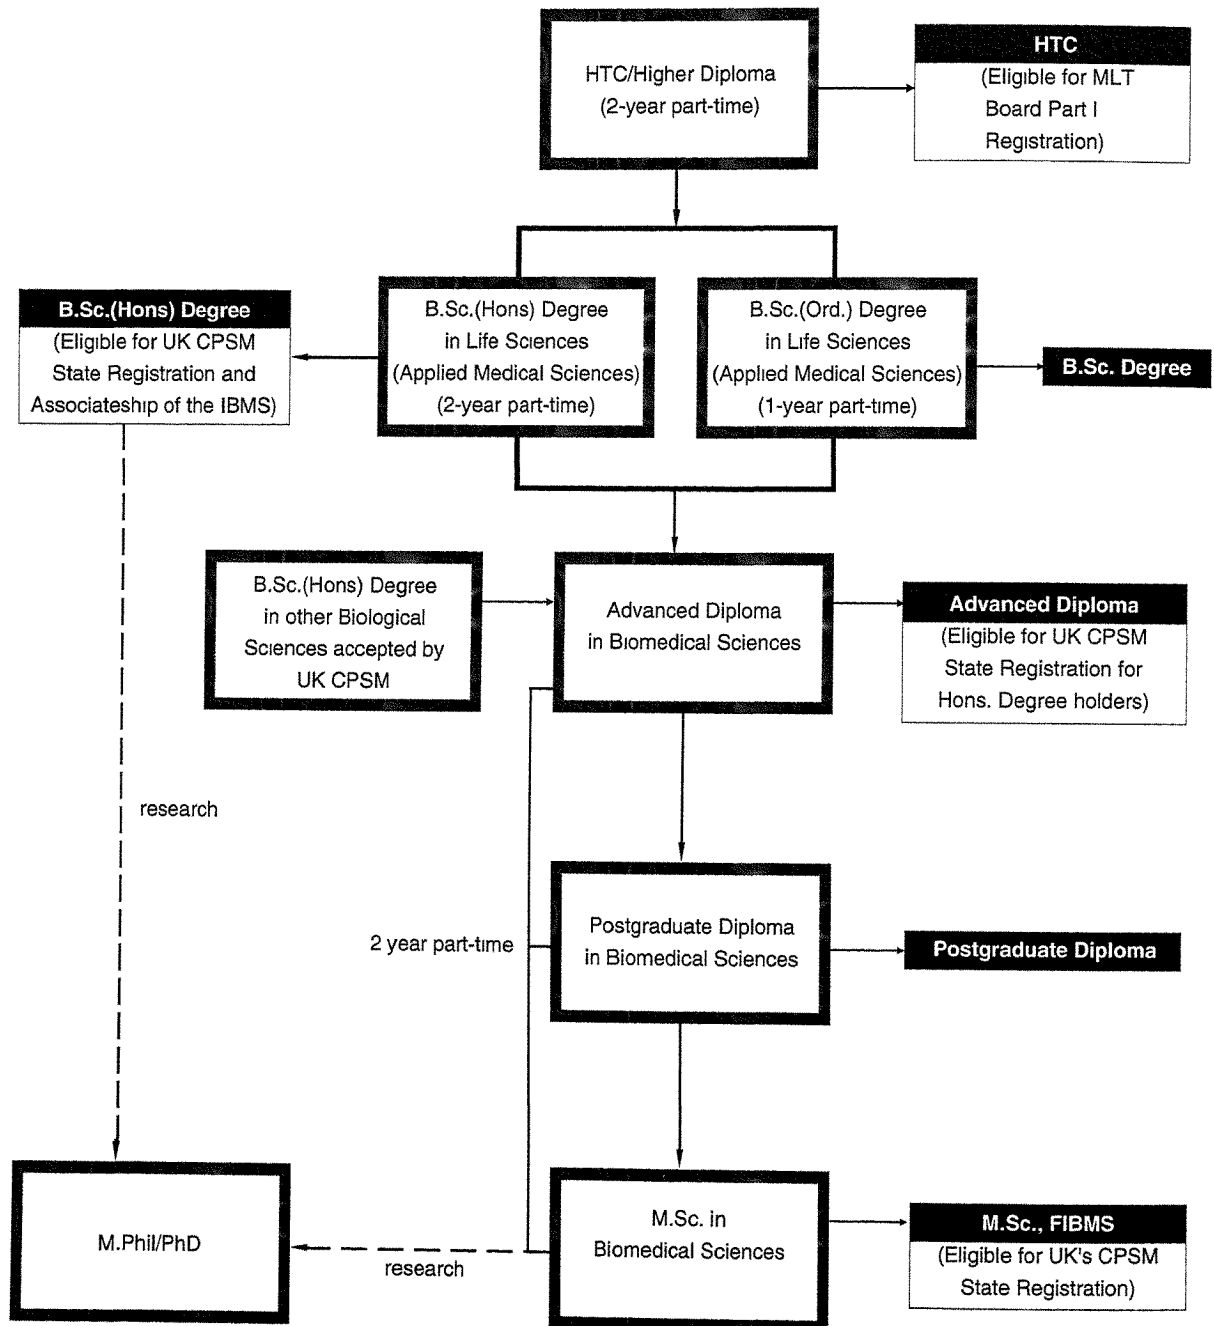 HTC/Higher Diploma
(2-year part-time)
HTC
(Eligible for MLT
Board Part I
Registration)
B.Sc.(Hons) Degree
(Eligible for UK CPSM
State Registration and
Associateship of the IBMS)
B.Sc.(Hons) Degree
in Life Sciences
(Applied Medical Sciences)
(2-year part-time)
B.Sc.(Ord.) Degree
in Life Sciences
(Applied Medical Sciences)
(1-year part-time)
B.Sc. Degree
B.Sc.(Hons) Degree
in other Biological
Sciences accepted by
UK CPSM
Advanced Diploma
in Biomedical Sciences
Advanced Diploma
(Eligible for UK CPSM
State Registration for
Hons. Degree holders)
research
2 year part-time
Postgraduate Diploma
in Biomedical Sciences
Postgraduate Diploma
M.Phil/PhD
research
M.Sc. in
Biomedical Sciences
M.Sc., FIBMS
(Eligible for UK's CPSM
State Registration)